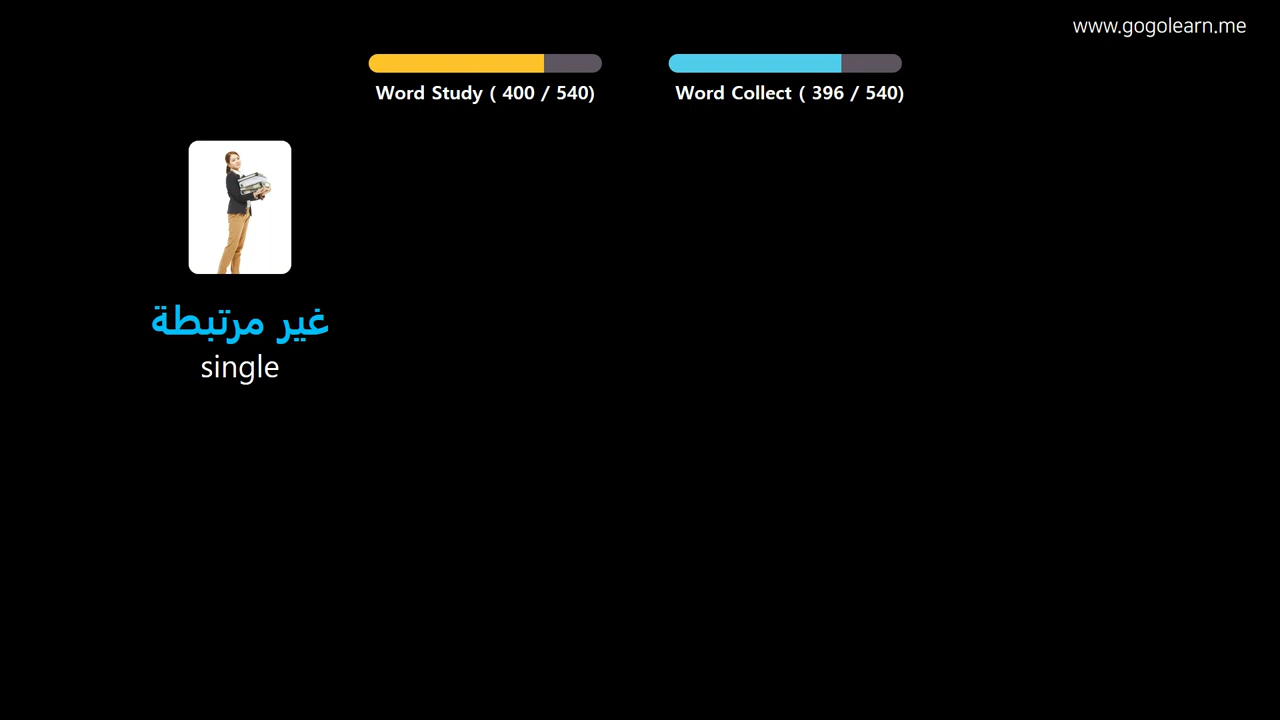 www.gogolearn.me
Word Study ( 400 / 540)
Word Collect ( 396 / 540)
غير مرتبطة
single